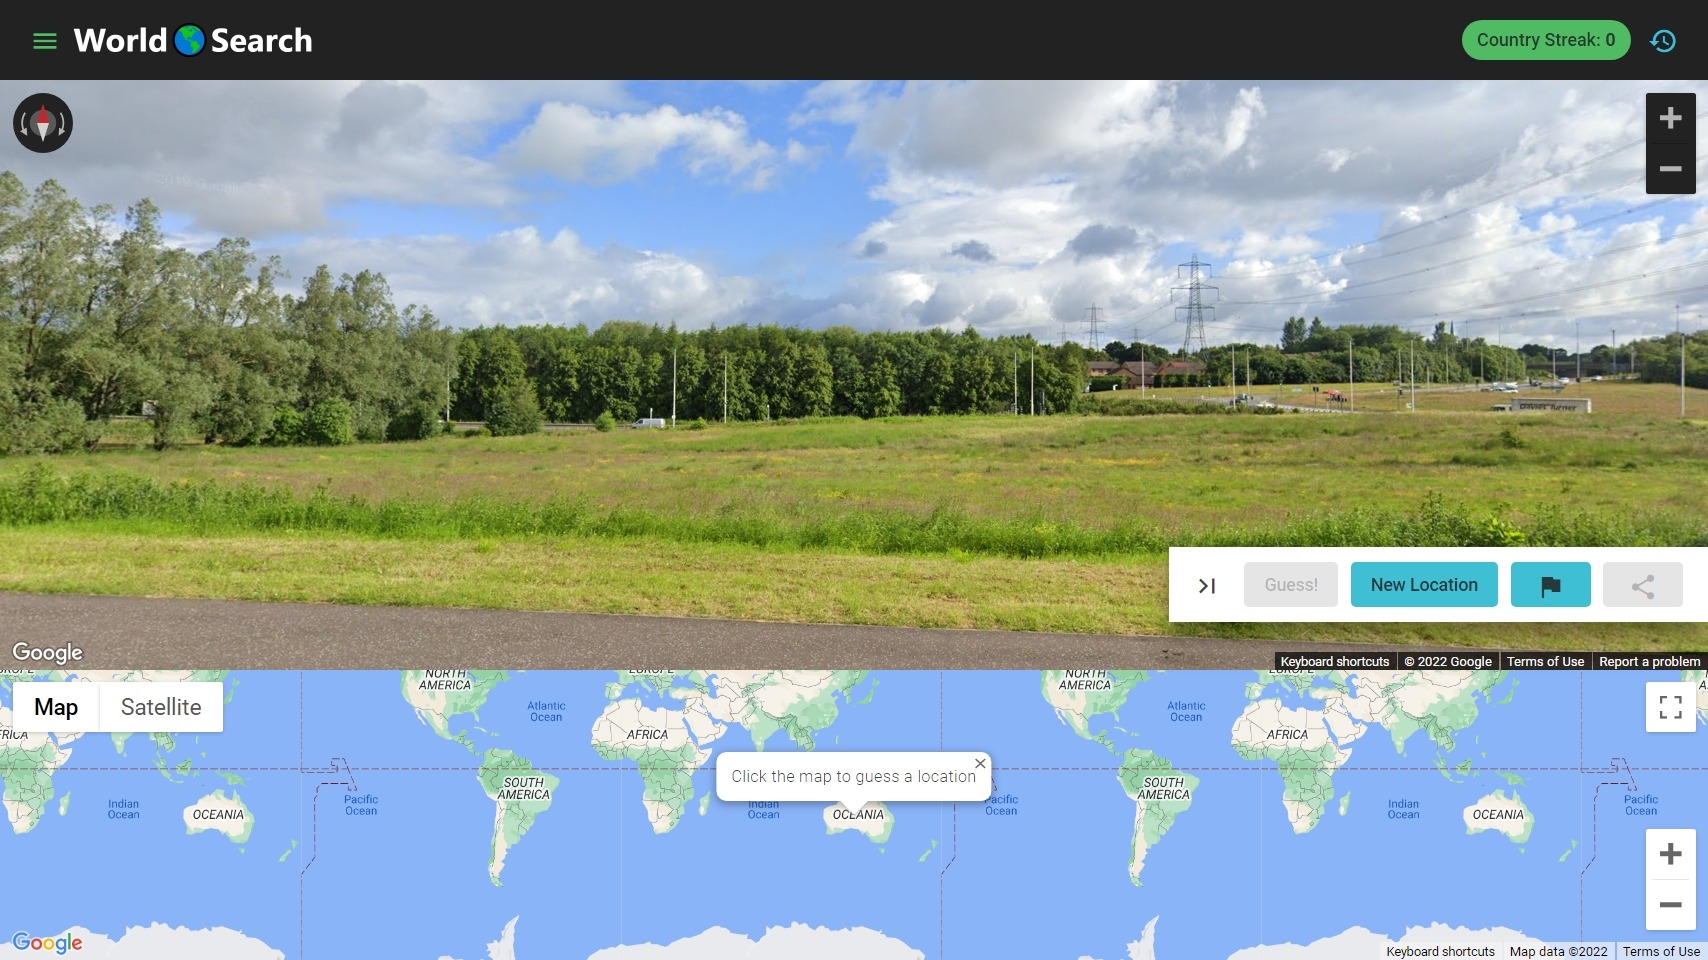 World Search
Country Streak: 0
Guess!
New Location
Google
Keyboard shortcuts
© 2022 Google
Terms of Use
Report a problem
Map
Satellite
EUROPE
EUROPE
NORTH
AMERICA
Atlantic
Ocean
AFRICA
NORTH
AMERICA
Atlantic
Ocean
AFRICA
Click the map to guess a location
Indian
Ocean
OCEANIA
Pacific
Ocean
SOUTH
AMERICA
Indian
Ocean
OCEANIA
Pacific
Ocean
SOUTH
AMERICA
Indian
Ocean
OCEANIA
Pacific
Ocean
Google
Keyboard shortcuts
Map data ©2022
Terms of Use